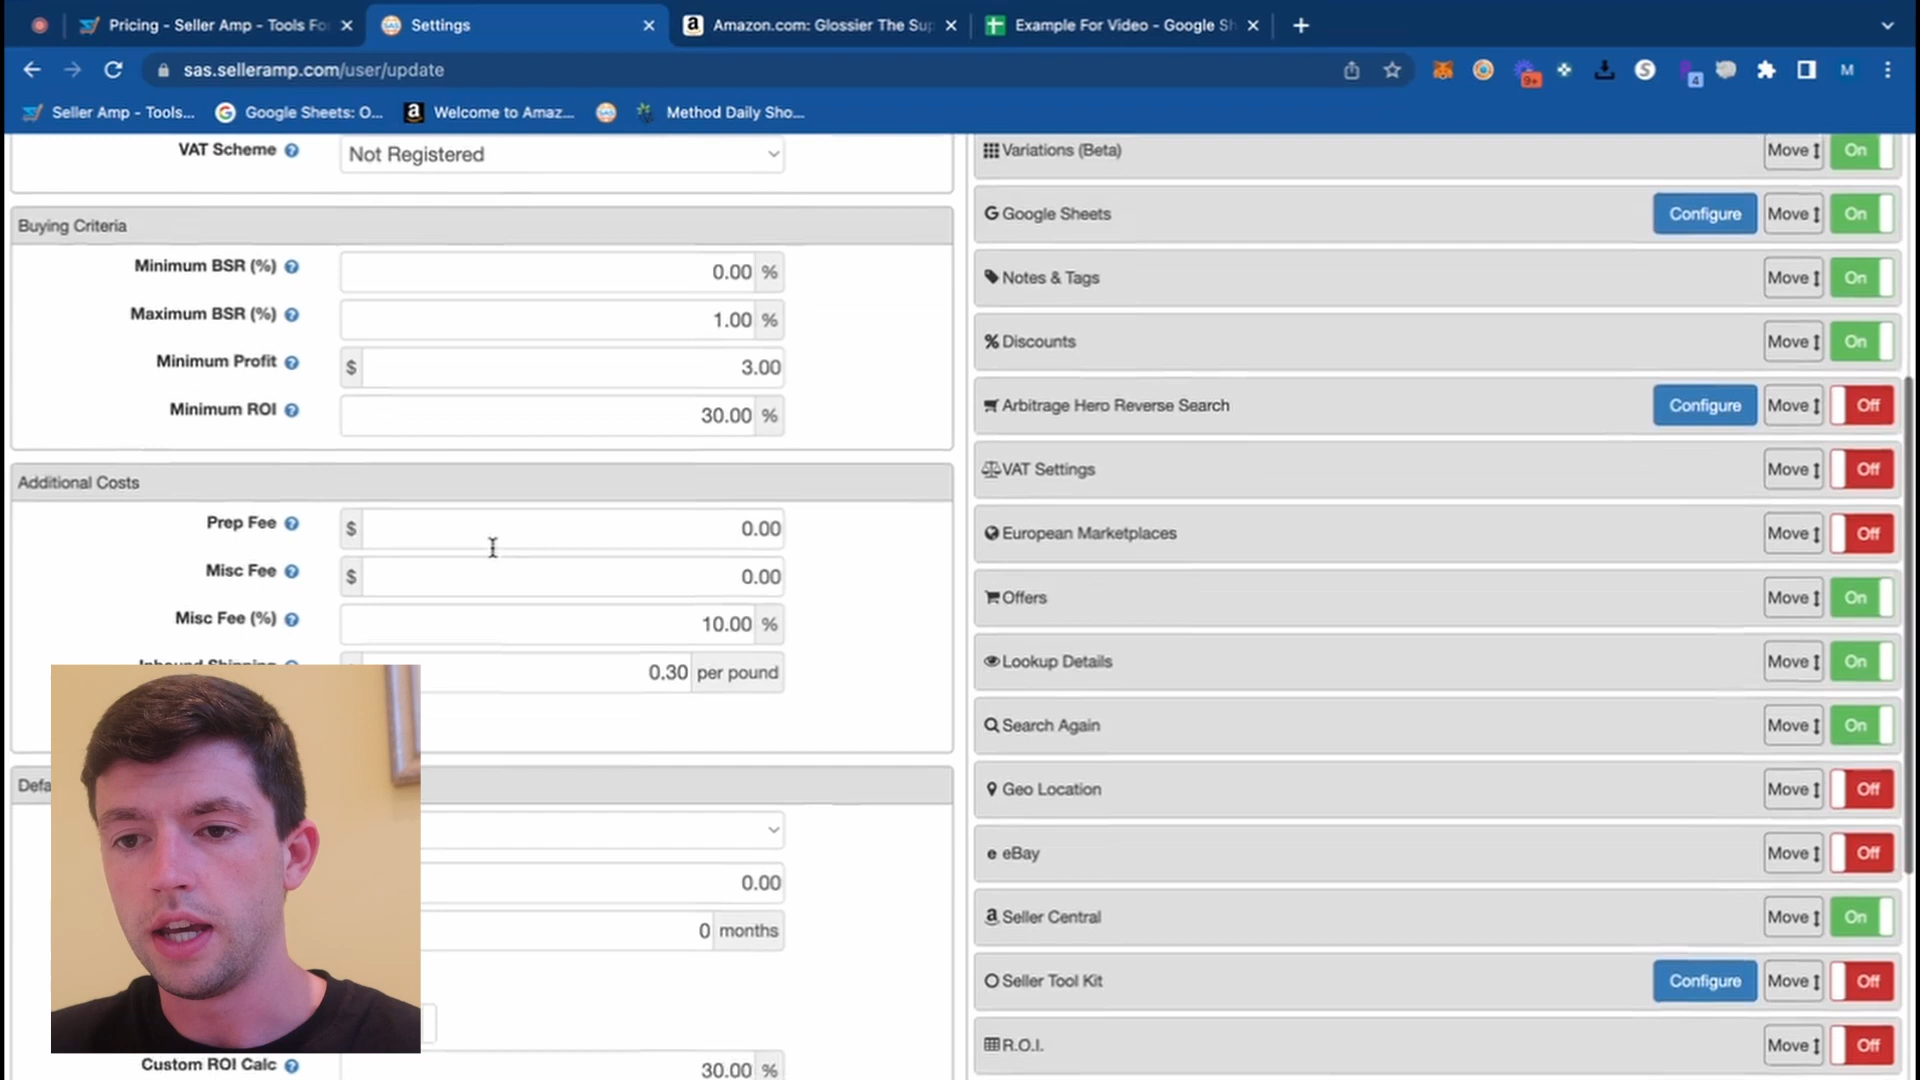 Pricing - Seller Amp - Tools Fo
Settings
Amazon.com: Glossier The Sup
Example For Video - Google Sh
sas.selleramp.com/user/update
9+
4
M
Seller Amp - Tools...
Google Sheets: O...
Welcome to Amaz...
Method Daily Sho...
VAT Scheme
Not Registered
Buying Criteria
Minimum BSR (%)
0.00 %
Maximum BSR (%)
1.00 %
Minimum Profit
$ 3.00
Minimum ROI
30.00 %
Additional Costs
Prep Fee
$ 0.00
Misc Fee
$ 0.00
Misc Fee (%)
10.00 %
Inbound Shipping
0.30 per pound
Defa
0.00
0 months
Custom ROI Calc
30.00 %
Variations (Beta) Move On
Google Sheets Configure Move On
Notes & Tags Move On
Discounts Move On
Arbitrage Hero Reverse Search Configure Move Off
VAT Settings Move Off
European Marketplaces Move Off
Offers Move On
Lookup Details Move On
Search Again Move On
Geo Location Move Off
eBay Move Off
Seller Central Move On
Seller Tool Kit Configure Move Off
R.O.I. Move Off